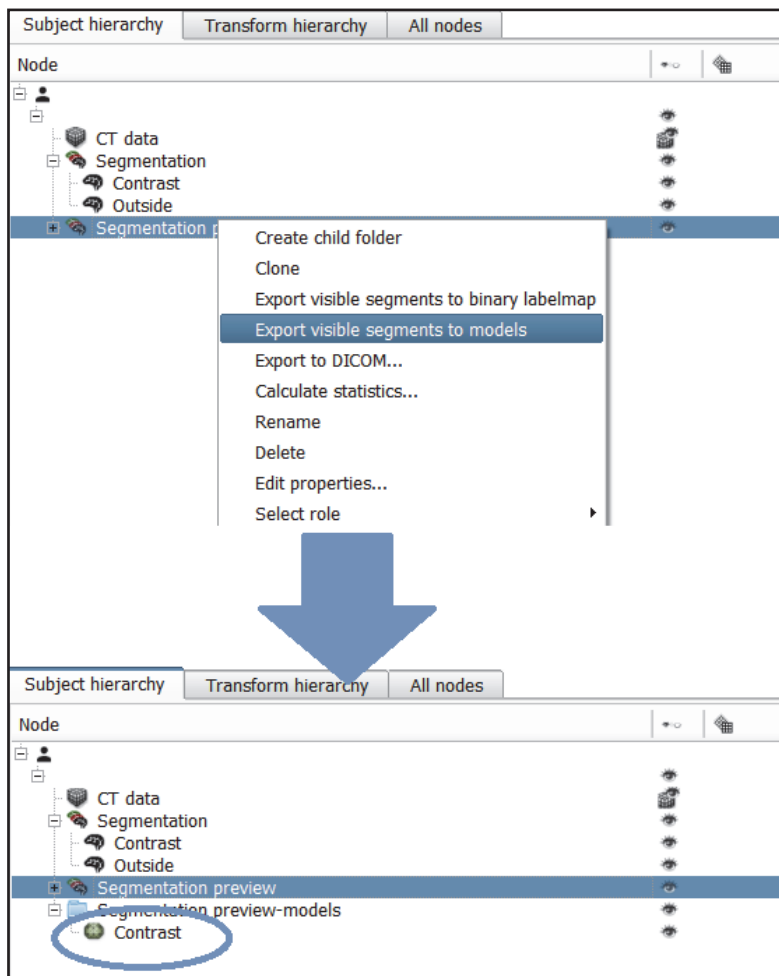 Subject hierarchy Transform hierarchy All nodes
Node
CT data
Segmentation
Contrast
Outside
Segmentation p
Create child folder
Clone
Export visible segments to binary labelmap
Export visible segments to models
Export to DICOM...
Calculate statistics...
Rename
Delete
Edit properties...
Select role
Subject hierarchy Transform hierarchy All nodes
Node
CT data
Segmentation
Contrast
Outside
Segmentation preview
Segmentation preview-models
Contrast